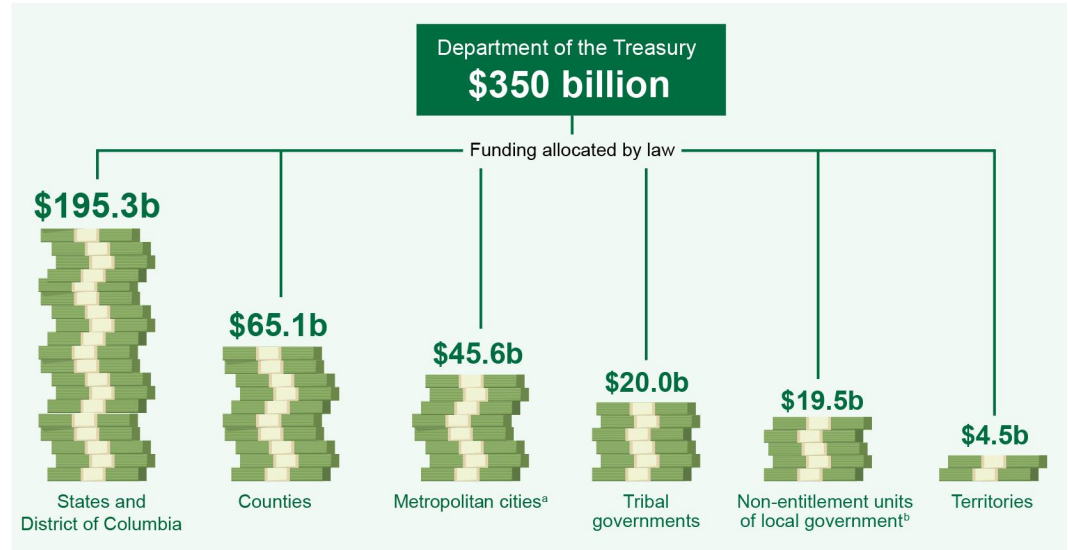 Department of the Treasury
$350 billion
Funding allocated by law
$195.3b
$65.1b
$45.6b
$20.0b
$19.5b
$4.5b
States and
District of Columbia
Counties
Metropolitan citiesᵃ
Tribal
governments
Non-entitlement units
of local governmentᵇ
Territories